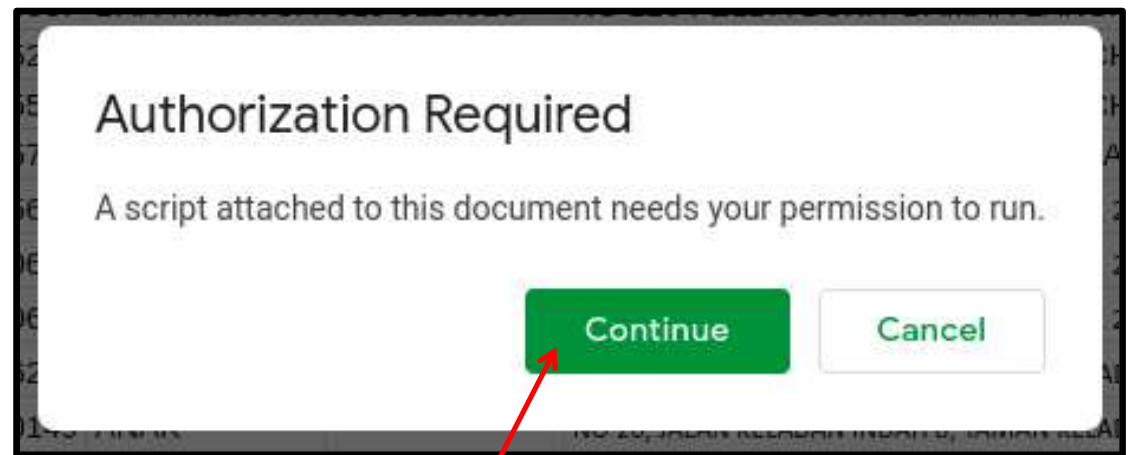 Authorization Required
A script attached to this document needs your permission to run.
Continue
Cancel